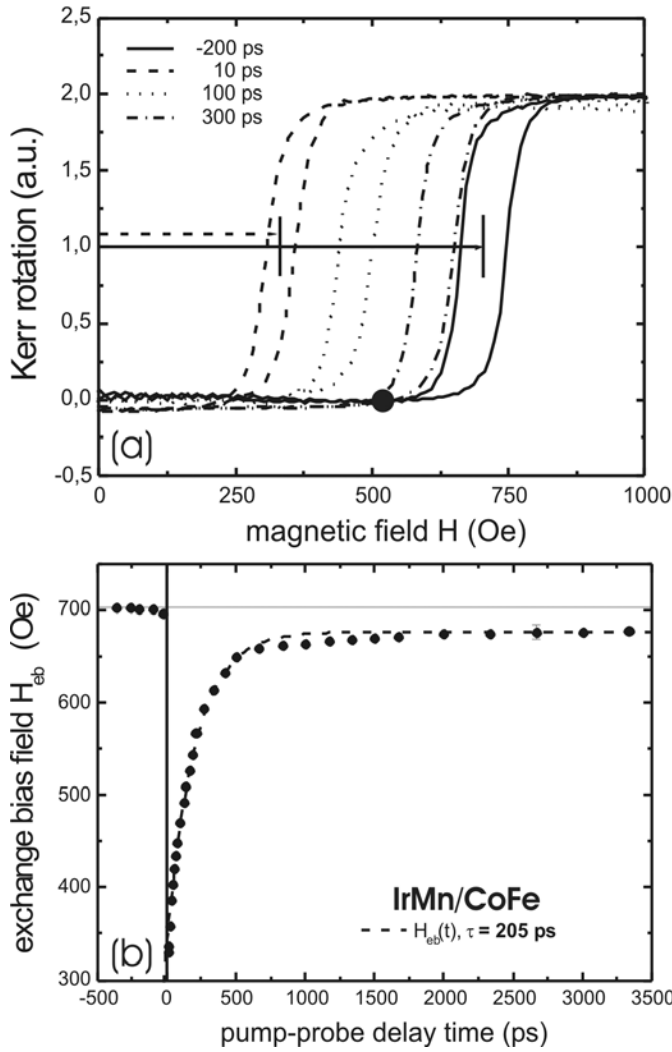 2,5
2,0
1,5
1,0
0,5
0,0
-0,5
Kerr rotation (a.u.)
-200 ps
10 ps
100 ps
300 ps
(a)
0 250 500 750 1000
magnetic field H (Oe)
700
600
500
400
300
exchange bias field H_eb (Oe)
IrMn/CoFe
H_eb(t), τ = 205 ps
(b)
-500 0 500 1000 1500 2000 2500 3000 3500
pump-probe delay time (ps)